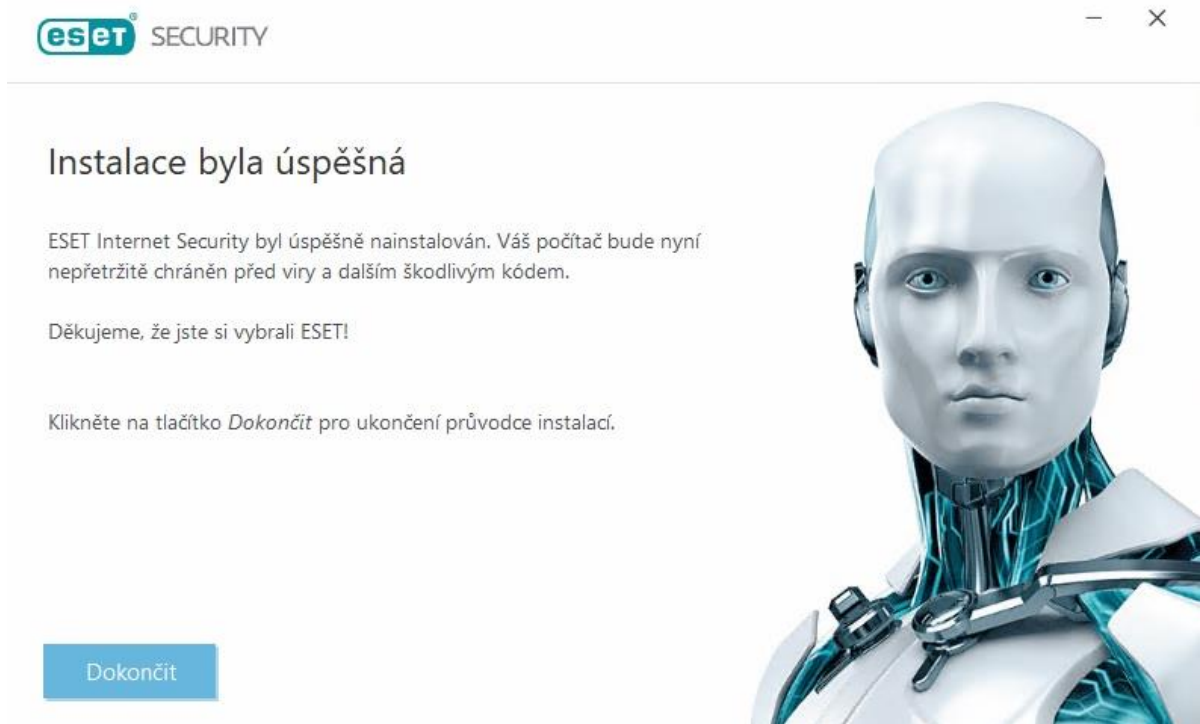 eset® SECURITY
Instalace byla úspěšná
ESET Internet Security byl úspěšně nainstalován. Váš počítač bude nyní
nepřetržitě chráněn před viry a dalším škodlivým kódem.
Děkujeme, že jste si vybrali ESET!
Klikněte na tlačítko Dokončit pro ukončení průvodce instalací.
Dokončit